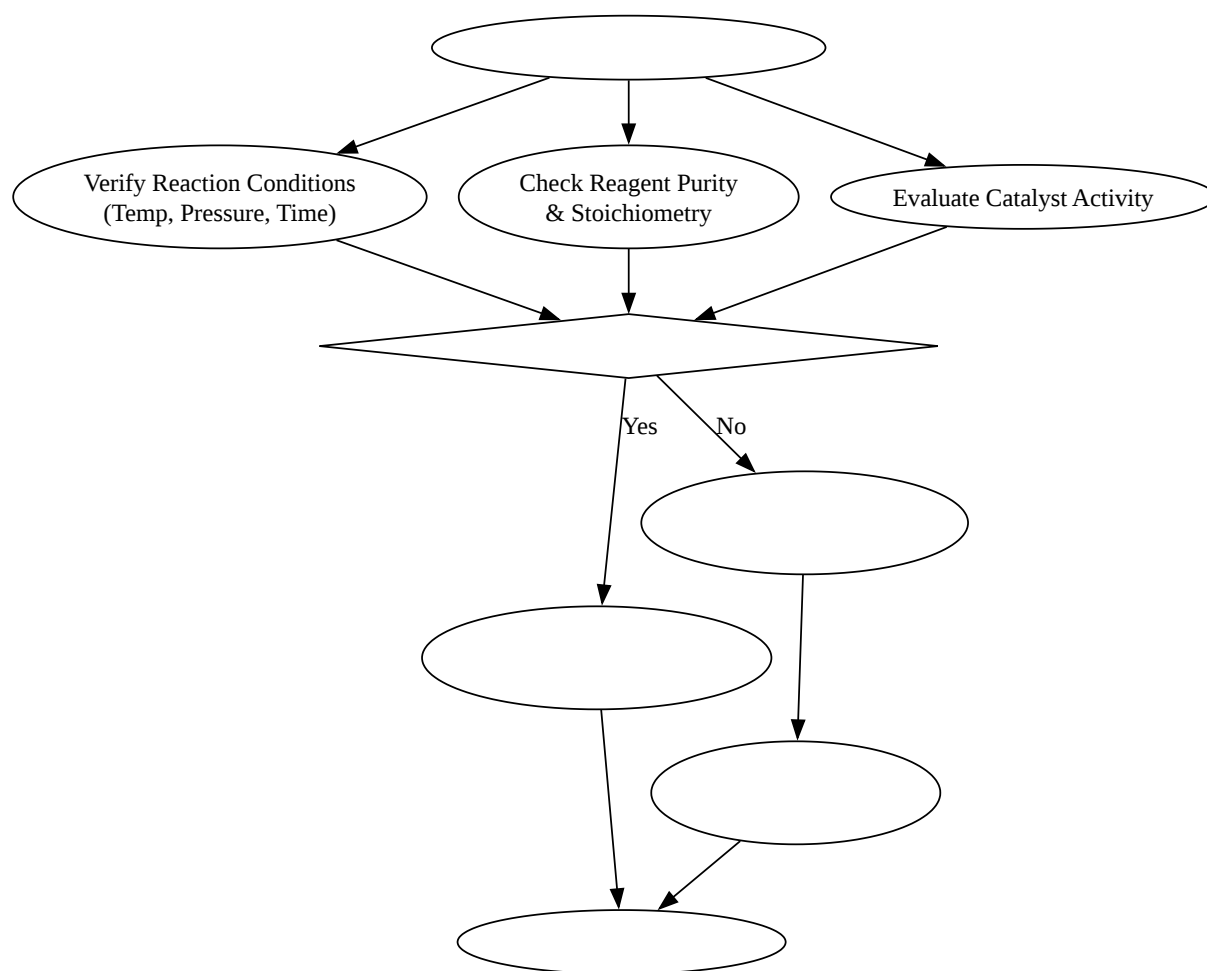 Verify Reaction Conditions
(Temp, Pressure, Time)
Check Reagent Purity
& Stoichiometry
Evaluate Catalyst Activity
Yes
No